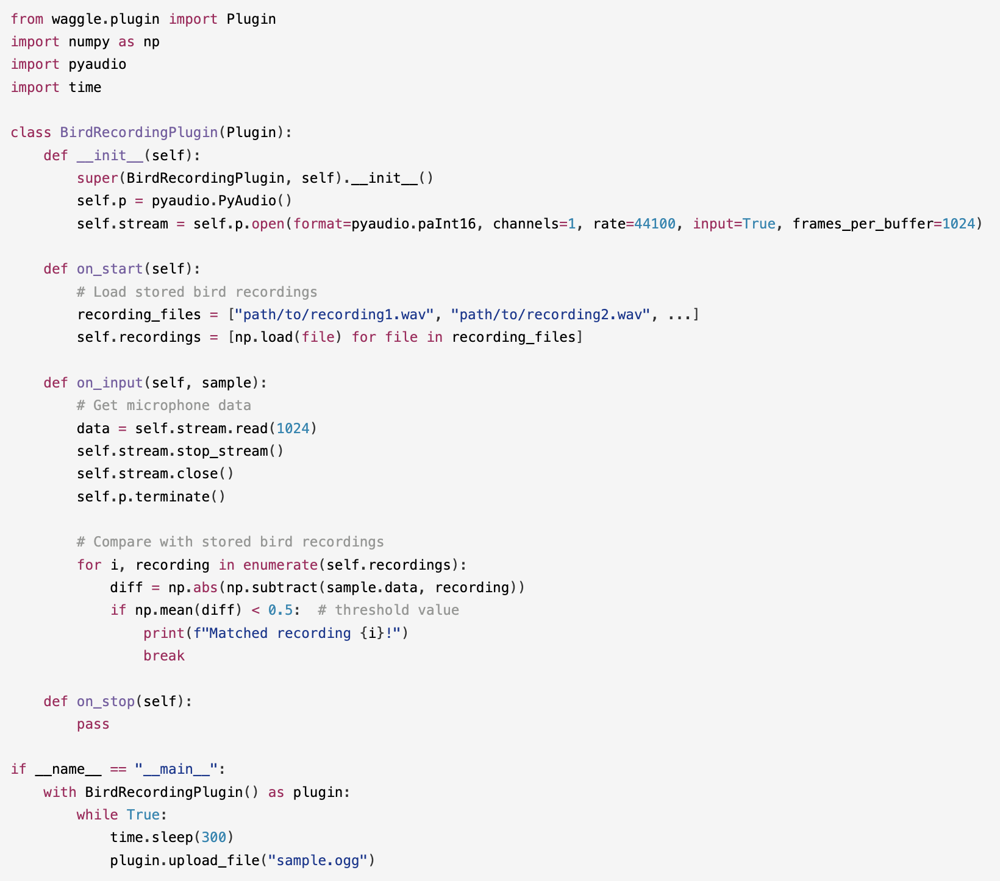 from waggle.plugin import Plugin
import numpy as np
import pyaudio
import time

class BirdRecordingPlugin(Plugin):
    def __init__(self):
        super(BirdRecordingPlugin, self).__init__()
        self.p = pyaudio.PyAudio()
        self.stream = self.p.open(format=pyaudio.paInt16, channels=1, rate=44100, input=True, frames_per_buffer=1024)

    def on_start(self):
        # Load stored bird recordings
        recording_files = ["path/to/recording1.wav", "path/to/recording2.wav", ...]
        self.recordings = [np.load(file) for file in recording_files]

    def on_input(self, sample):
        # Get microphone data
        data = self.stream.read(1024)
        self.stream.stop_stream()
        self.stream.close()
        self.p.terminate()

        # Compare with stored bird recordings
        for i, recording in enumerate(self.recordings):
            diff = np.abs(np.subtract(sample.data, recording))
            if np.mean(diff) < 0.5:  # threshold value
                print(f"Matched recording {i}!")
                break

    def on_stop(self):
        pass

if __name__ == "__main__":
    with BirdRecordingPlugin() as plugin:
        while True:
            time.sleep(300)
            plugin.upload_file("sample.ogg")